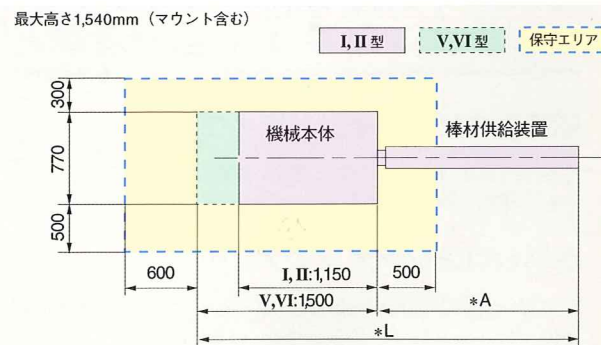 最大高さ1,540mm（マウント含む）
I, II 型
V, VI 型
保守エリア
300
770
500
機械本体
棒材供給装置
600
I, II:1,150
500
V, VI:1,500
*A
*L